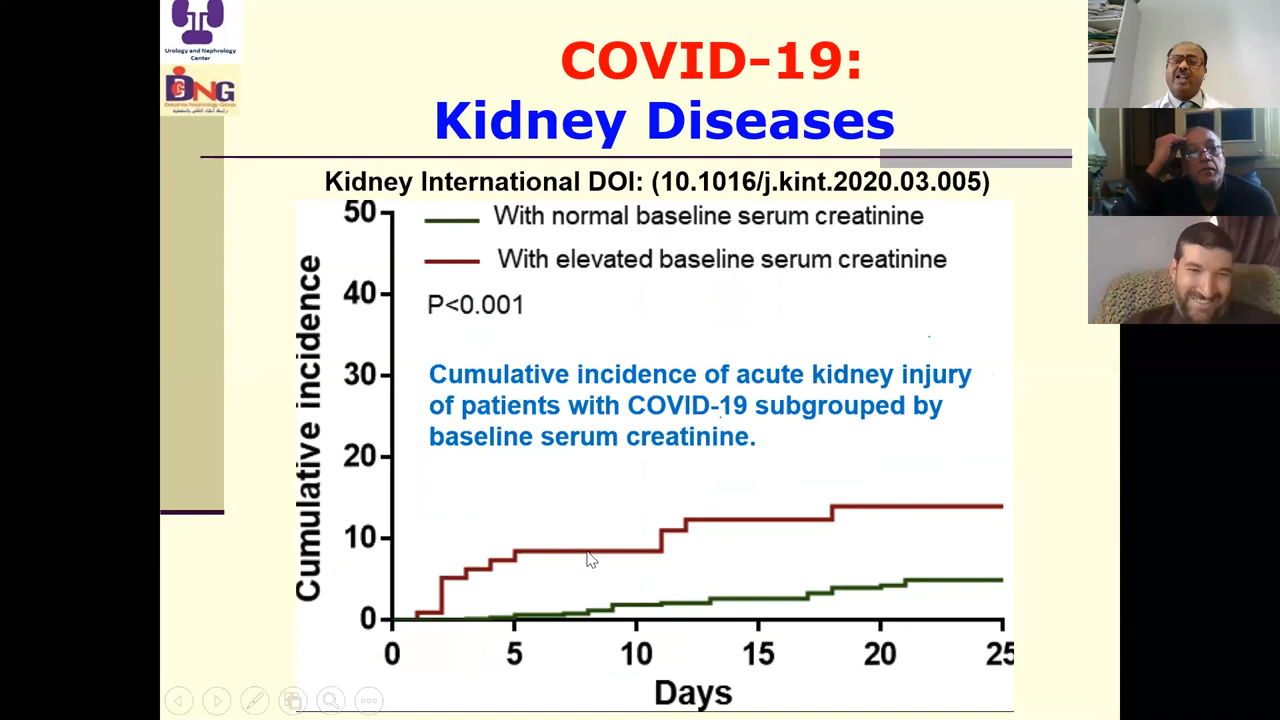 Urology and Nephrology
Center
DNG
COVID-19:
Kidney Diseases
Kidney International DOI: (10.1016/j.kint.2020.03.005)
With normal baseline serum creatinine
With elevated baseline serum creatinine
P<0.001
Cumulative incidence of acute kidney injury
of patients with COVID-19 subgrouped by
baseline serum creatinine.
Cumulative incidence
50
40
30
20
10
0
0 5 10 15 20 25
Days